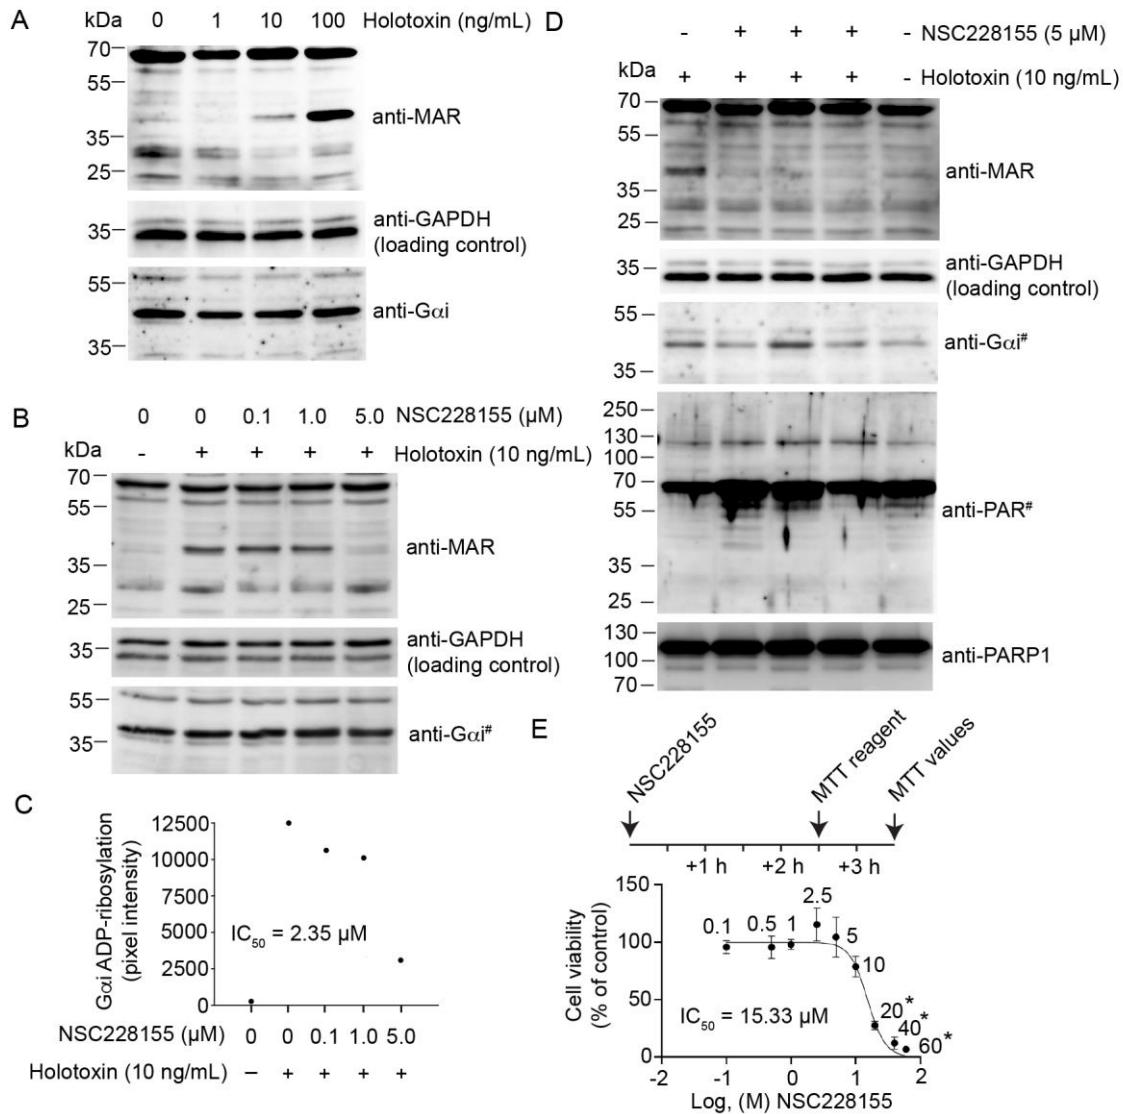 A
kDa 0 1 10 100 Holotoxin (ng/mL)
70
55
35
25
anti-MAR
35
anti-GAPDH
(loading control)
55
35
anti-Gαi
B
0 0 0.1 1.0 5.0 NSC228155 (µM)
kDa - + + + + Holotoxin (10 ng/mL)
70
55
35
25
anti-MAR
35
anti-GAPDH
(loading control)
55
35
anti-Gαi#
C
Gαi ADP-ribosylation
(pixel intensity)
12500
10000
7500
5000
2500
0
IC50 = 2.35 µM
NSC228155 (µM) 0 0 0.1 1.0 5.0
Holotoxin (10 ng/mL) – + + + +
D
- + + + - NSC228155 (5 µM)
kDa + + + + - Holotoxin (10 ng/mL)
70
55
35
25
anti-MAR
35
anti-GAPDH
(loading control)
55
35
anti-Gαi#
250
130
100
70
55
35
25
anti-PAR#
130
100
70
anti-PARP1
E
NSC228155
MTT reagent
MTT values
+1 h +2 h +3 h
Cell viability
(% of control)
150
100
50
0
0.1 0.5 1 2.5 5 10 20* 40* 60*
IC50 = 15.33 µM
-2 -1 0 1 2
Log, (M) NSC228155